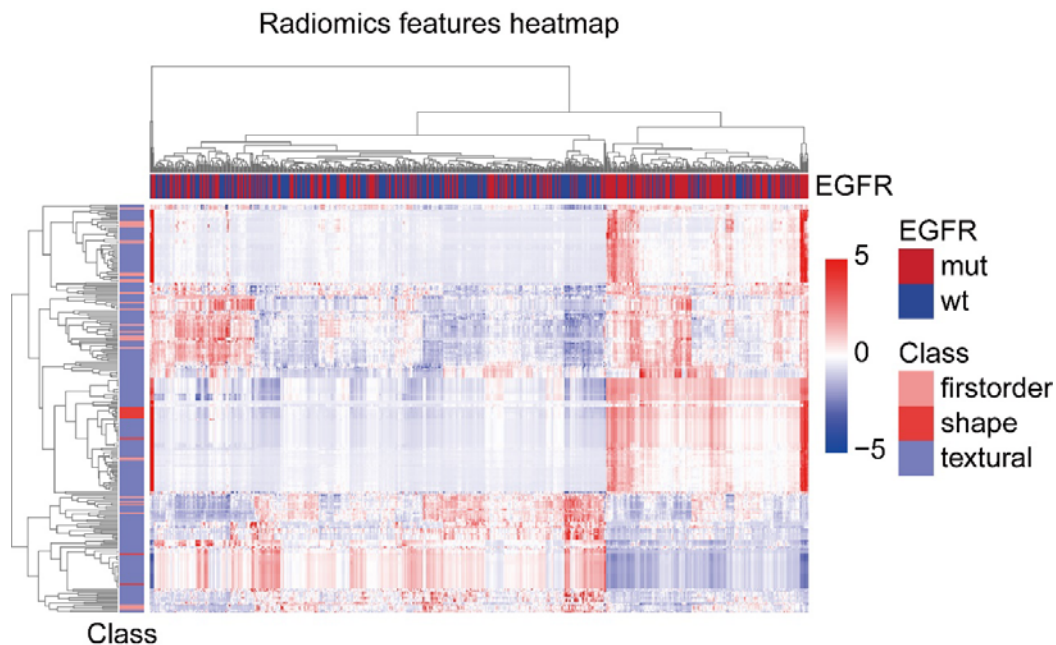 Radiomics features heatmap
EGFR
5
0
−5
EGFR
mut
wt
Class
firstorder
shape
textural
Class